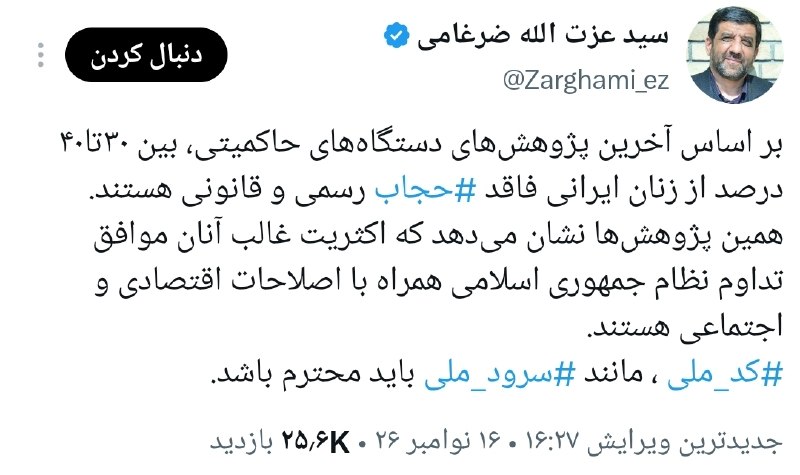 سید عزت الله ضرغامی
دنبال کردن
@Zarghami_ez
بر اساس آخرین پژوهش‌های دستگاه‌های حاکمیتی، بین ۳۰تا۴۰
درصد از زنان ایرانی فاقد #حجاب رسمی و قانونی هستند.
همین پژوهش‌ها نشان می‌دهد که اکثریت غالب آنان موافق
تداوم نظام جمهوری اسلامی همراه با اصلاحات اقتصادی و
اجتماعی هستند.
#کد_ملی ، مانند #سرود_ملی باید محترم باشد.
جدیدترین ویرایش ۱۶:۲۷ • ۱۶ نوامبر ۲۶ • ۲۵٫۶K بازدید